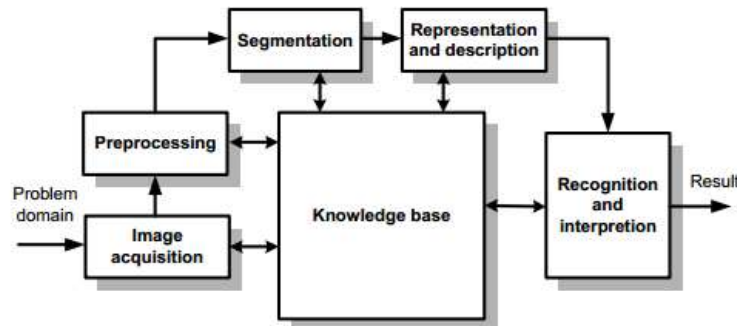 Segmentation
Representation
and description
Preprocessing
Problem
domain
Image
acquisition
Knowledge base
Recognition
and
interpretion
Result